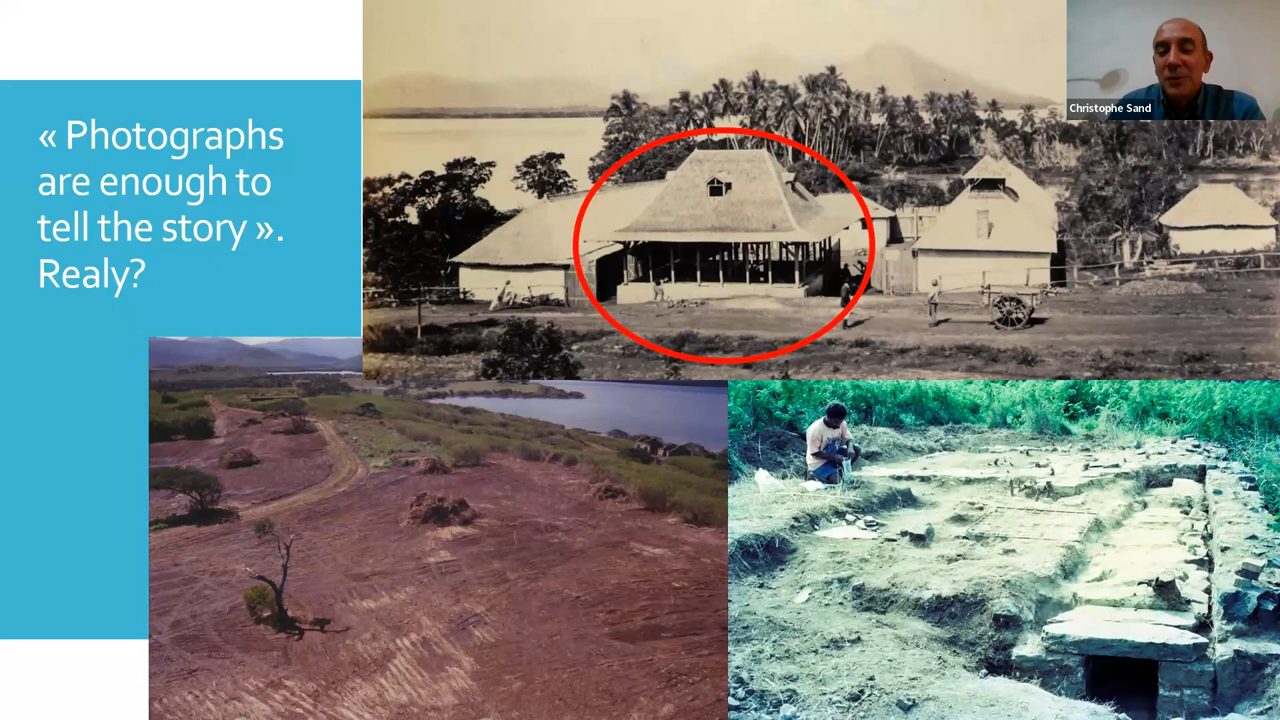 « Photographs
are enough to
tell the story ».
Realy?
Christophe Sand